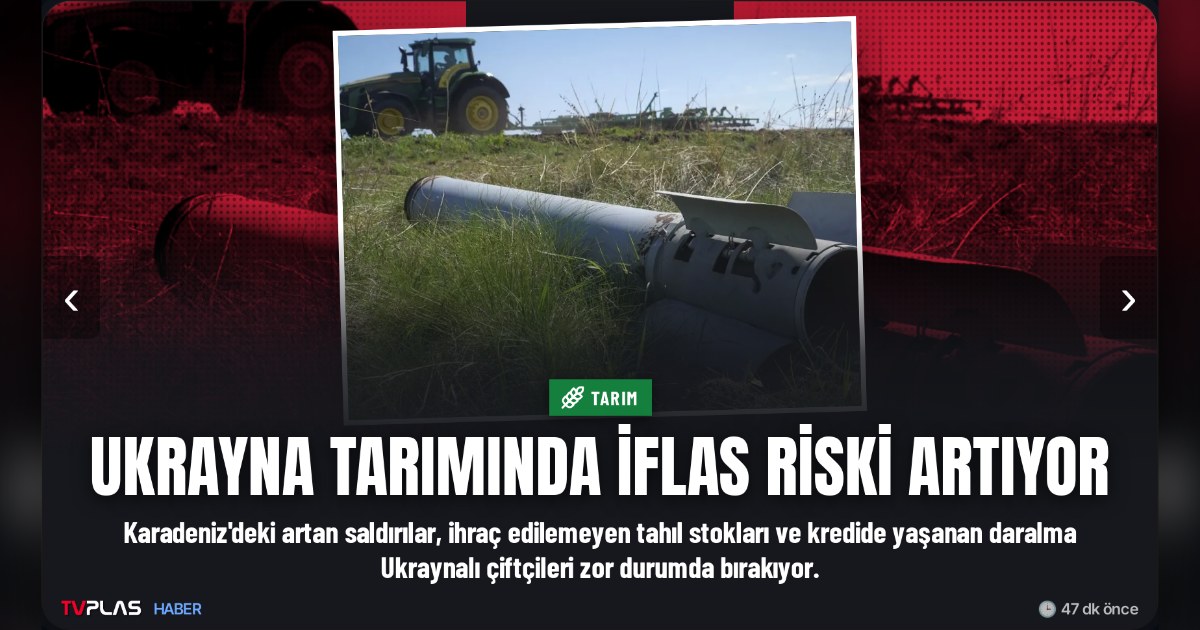 TARIM
UKRAYNA TARIMINDA İFLAS RİSKİ ARTIYOR
Karadeniz'deki artan saldırılar, ihraç edilemeyen tahıl stokları ve kredide yaşanan daralma
Ukraynalı çiftçileri zor durumda bırakıyor.
TVPLAS HABER
47 dk önce